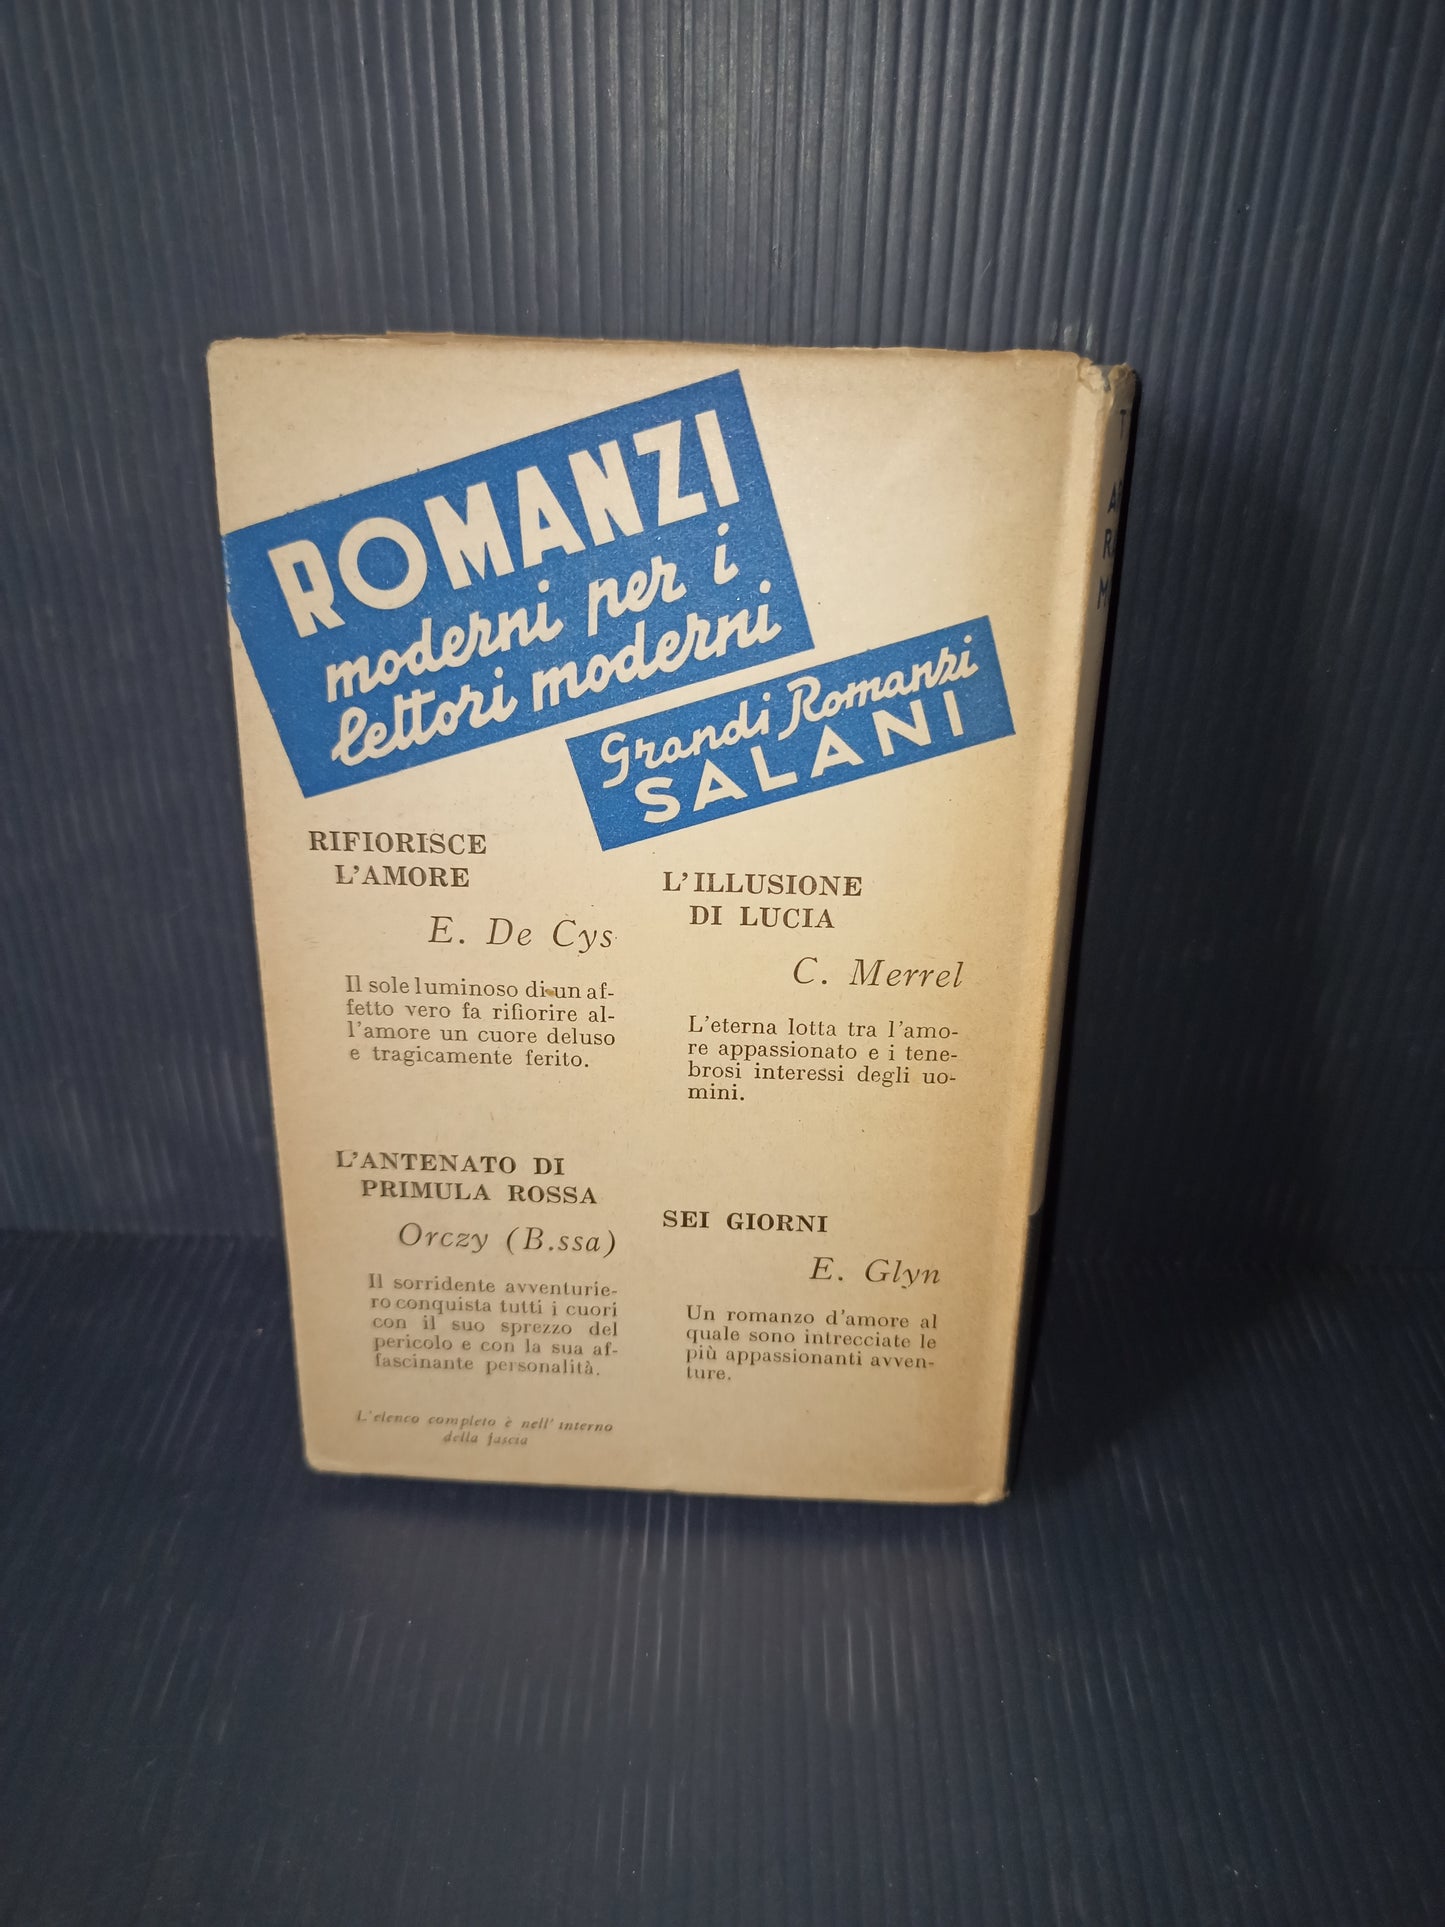 ROMANZI
moderni per i
lettori moderni
Grandi Romanzi
SALANI
RIFIORISCE
L'AMORE
E. De Cys
Il sole luminoso di un af-
fetto vero fa rifiorire al-
l'amore un cuore deluso
e tragicamente ferito.
L'ILLUSIONE
DI LUCIA
C. Merrel
L'eterna lotta tra l'amo-
re appassionato e i tene-
brosi interessi degli uo-
mini.
L'ANTENATO DI
PRIMULA ROSSA
Orczy (B.ssa)
Il sorridente avventurie-
ro conquista tutti i cuori
con il suo sprezzo del
pericolo e con la sua af-
fascinante personalità.
SEI GIORNI
E. Glyn
Un romanzo d'amore al
quale sono intrecciate le
più appassionanti avven-
ture.
L'elenco completo è nell'interno
della fascia